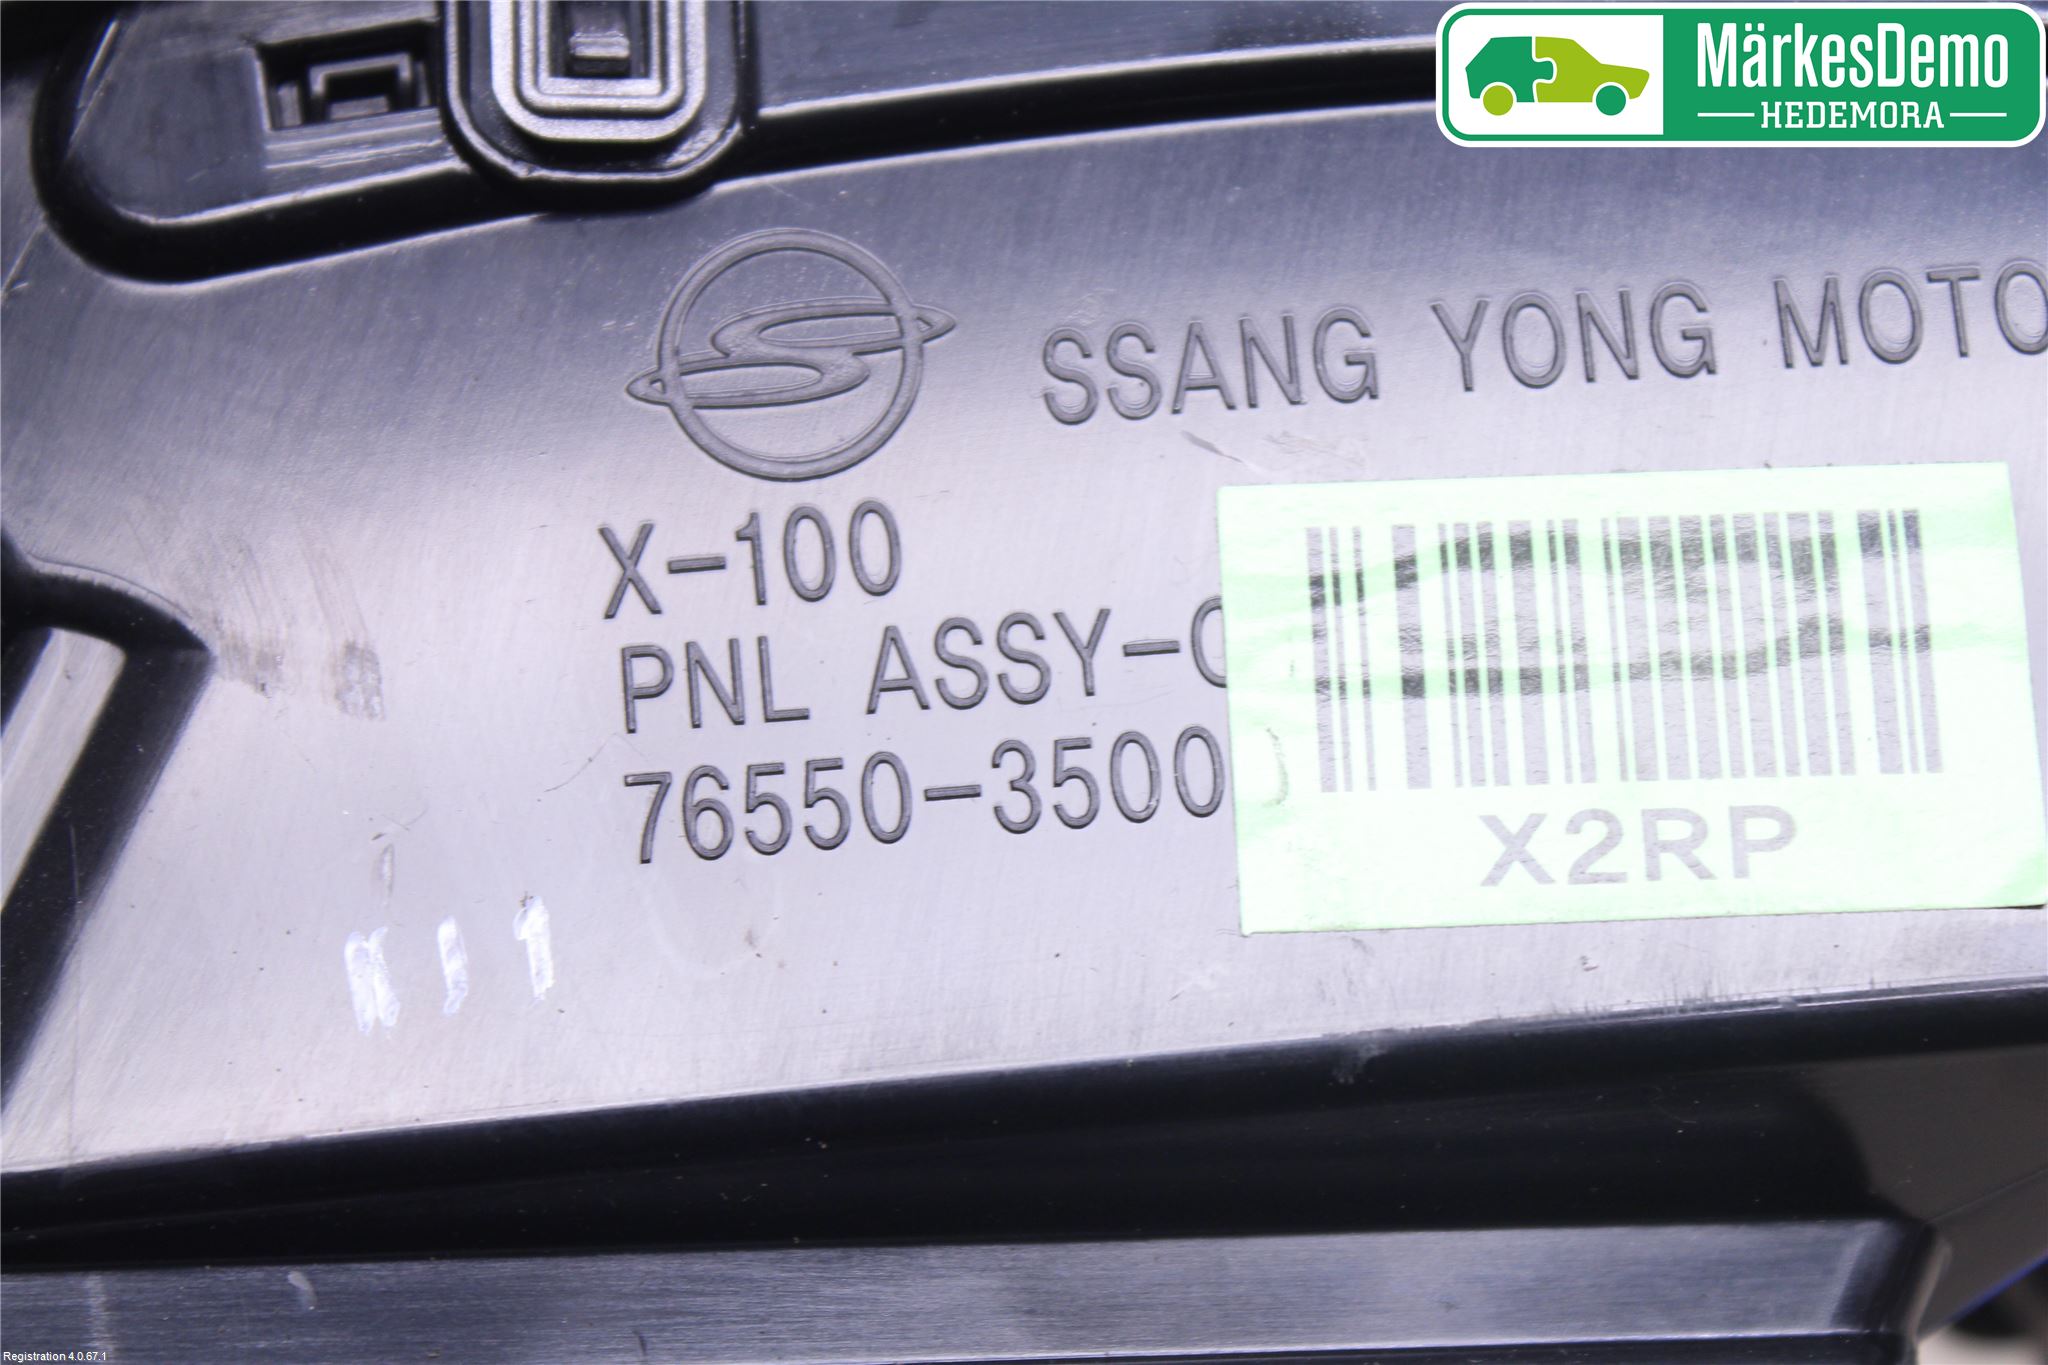 MärkesDemo
HEDEMORA
SSANG YONG MOTO
X-100
PNL ASSY-
76550-3500
X2RP
Registration 4.0.67.1